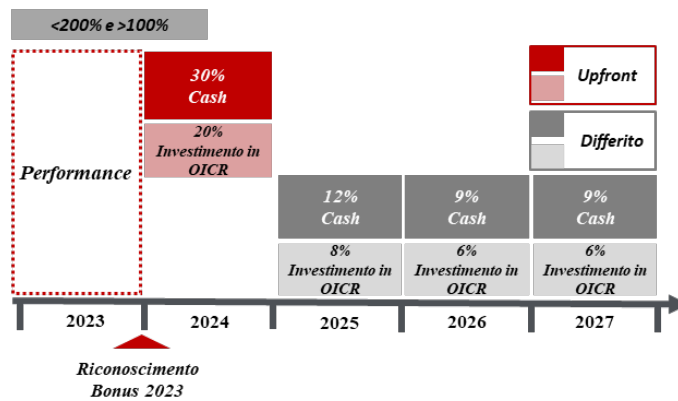 <200% e >100%
30%
Cash
Upfront
20%
Investimento in
OICR
Differito
Performance
12%
Cash
9%
Cash
9%
Cash
8%
Investimento in
OICR
6%
Investimento in
OICR
6%
Investimento in
OICR
2023
2024
2025
2026
2027
Riconoscimento
Bonus 2023